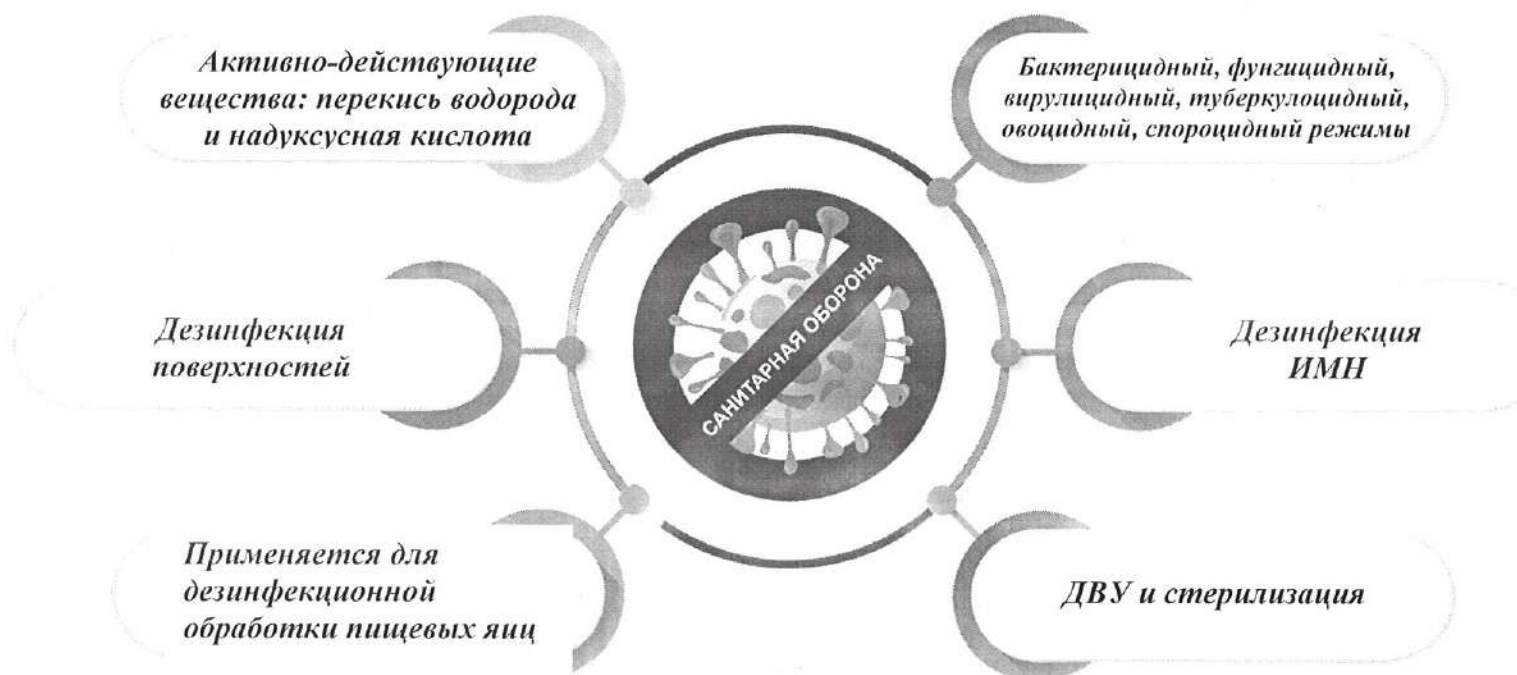 Активно-действующие
вещества: перекись водорода
и надуксусная кислота
Бактерицидный, фунгицидный,
вирулицидный, туберкулоцидный,
овоцидный, спороцидный режимы
Дезинфекция
поверхностей
САНИТАРНАЯ ОБОРОНА
Дезинфекция
ИМН
Применяется для
дезинфекционной
обработки пищевых яиц
ДВУ и стерилизация